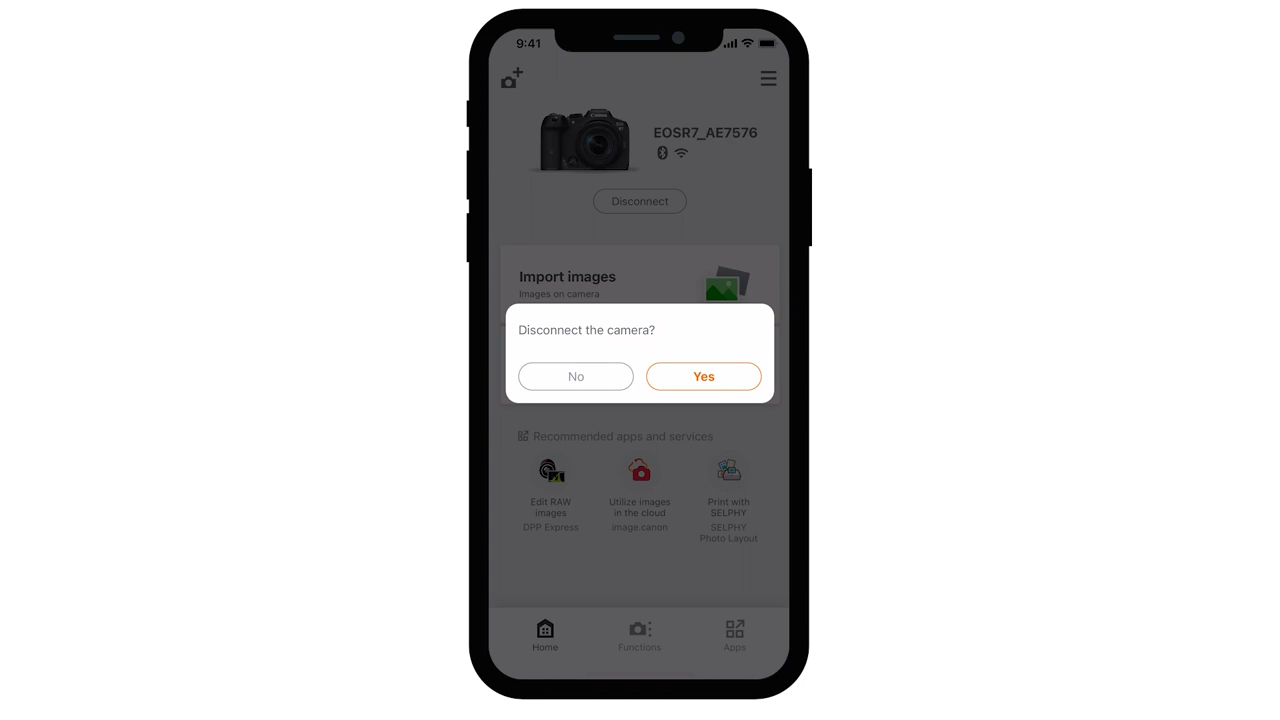 9:41
Canon
EOSR7_AE7576
Disconnect
Import images
Images on camera
Disconnect the camera?
No
Yes
Recommended apps and services
Edit RAW
images
DPP Express
Utilize images
in the cloud
image.canon
Print with
SELPHY
SELPHY
Photo Layout
Home
Functions
Apps